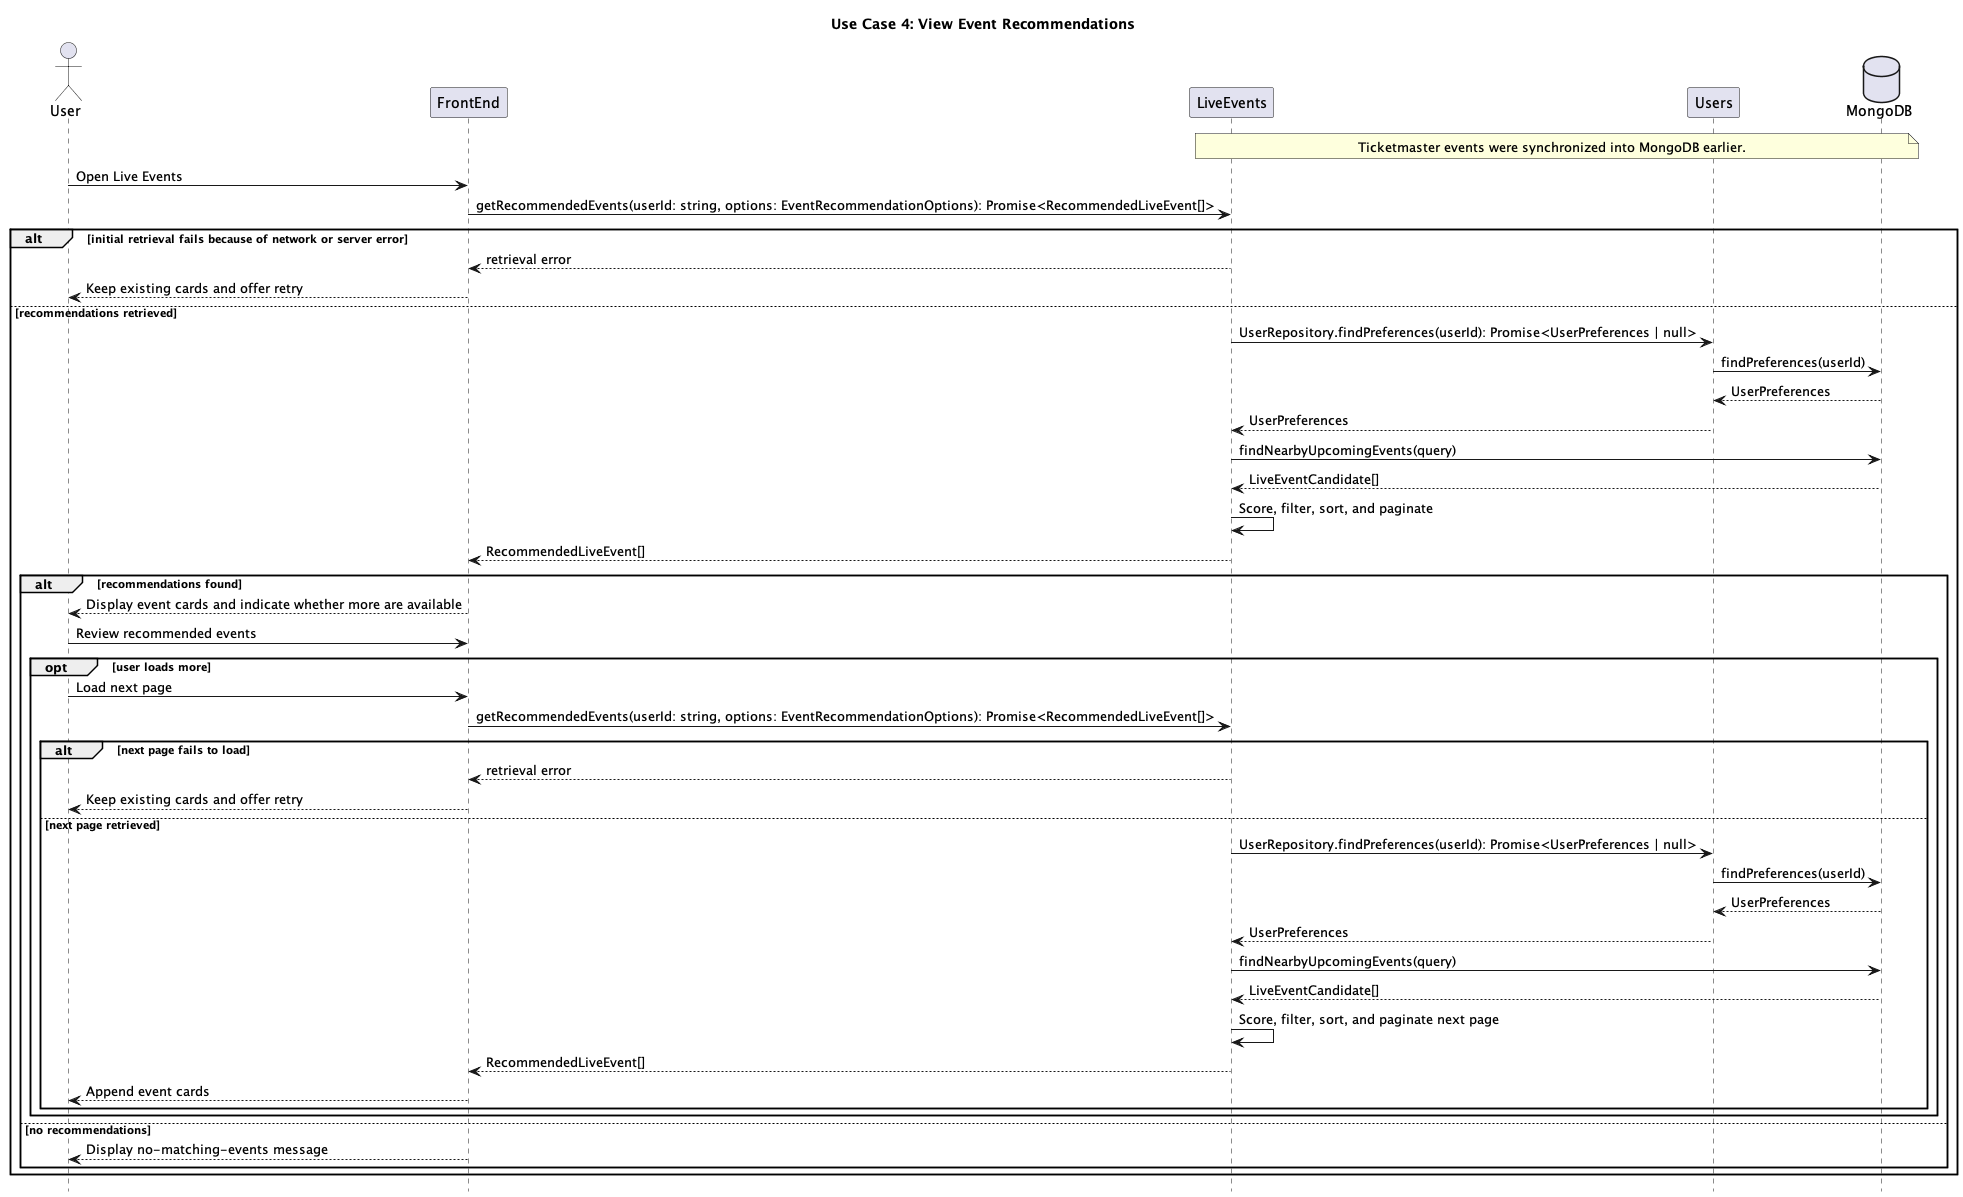 Use Case 4: View Event Recommendations
User
FrontEnd
LiveEvents
Users
MongoDB
Ticketmaster events were synchronized into MongoDB earlier.
Open Live Events
getRecommendedEvents(userId: string, options: EventRecommendationOptions): Promise<RecommendedLiveEvent[]>
alt [initial retrieval fails because of network or server error]
retrieval error
Keep existing cards and offer retry
[recommendations retrieved]
UserRepository.findPreferences(userId): Promise<UserPreferences | null>
findPreferences(userId)
UserPreferences
UserPreferences
findNearbyUpcomingEvents(query)
LiveEventCandidate[]
Score, filter, sort, and paginate
RecommendedLiveEvent[]
alt [recommendations found]
Display event cards and indicate whether more are available
Review recommended events
opt [user loads more]
Load next page
getRecommendedEvents(userId: string, options: EventRecommendationOptions): Promise<RecommendedLiveEvent[]>
alt [next page fails to load]
retrieval error
Keep existing cards and offer retry
[next page retrieved]
UserRepository.findPreferences(userId): Promise<UserPreferences | null>
findPreferences(userId)
UserPreferences
UserPreferences
findNearbyUpcomingEvents(query)
LiveEventCandidate[]
Score, filter, sort, and paginate next page
RecommendedLiveEvent[]
Append event cards
[no recommendations]
Display no-matching-events message